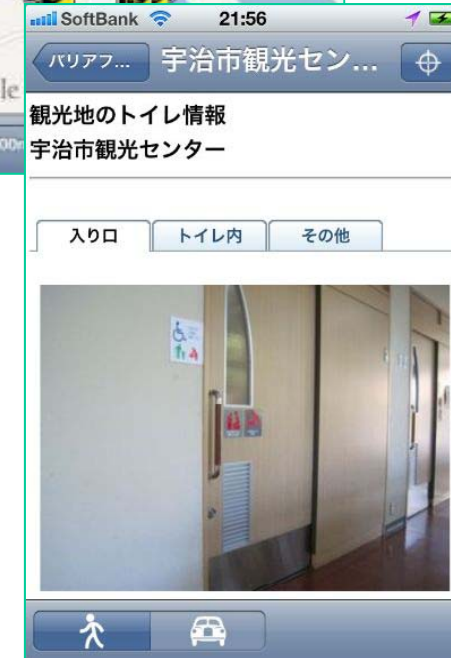 le
00m
SoftBank 21:56
バリアフ... 宇治市観光セン...
観光地のトイレ情報
宇治市観光センター
入り口 トイレ内 その他